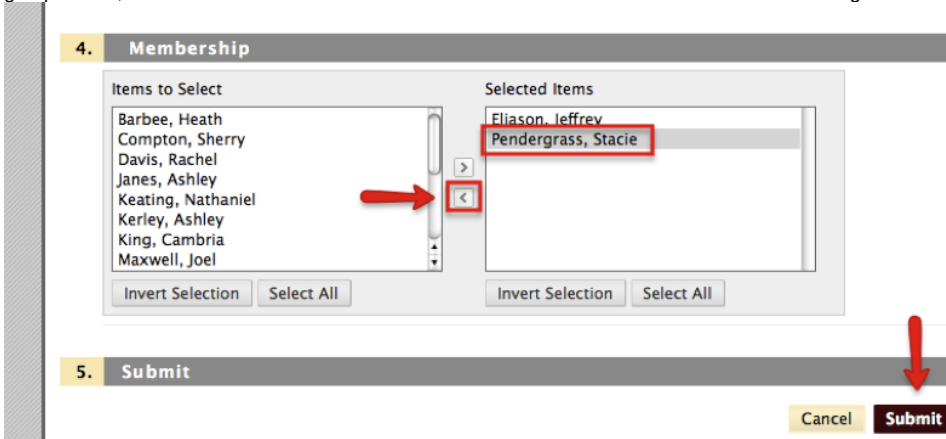 4. Membership
Items to Select
Barbee, Heath
Compton, Sherry
Davis, Rachel
Janes, Ashley
Keating, Nathaniel
Kerley, Ashley
King, Cambria
Maxwell, Joel
Invert Selection Select All
Selected Items
Eliason, Jeffrey
Pendergrass, Stacie
>
<
Invert Selection Select All
5. Submit
Cancel Submit